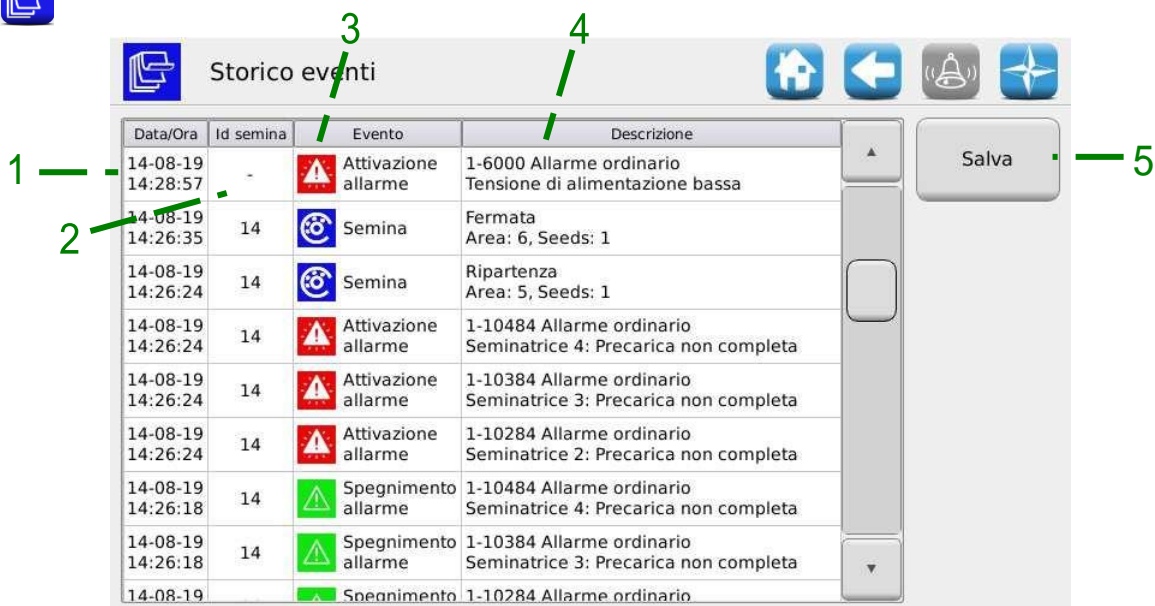 3
4
Storico eventi
Data/Ora Id semina Evento Descrizione
Salva
5
1
14-08-19
14:28:57
-
Attivazione
allarme
1-6000 Allarme ordinario
Tensione di alimentazione bassa
2
14-08-19
14:26:35
14
Semina
Fermata
Area: 6, Seeds: 1
14-08-19
14:26:24
14
Semina
Ripartenza
Area: 5, Seeds: 1
14-08-19
14:26:24
14
Attivazione
allarme
1-10484 Allarme ordinario
Seminatrice 4: Precarica non completa
14-08-19
14:26:24
14
Attivazione
allarme
1-10384 Allarme ordinario
Seminatrice 3: Precarica non completa
14-08-19
14:26:24
14
Attivazione
allarme
1-10284 Allarme ordinario
Seminatrice 2: Precarica non completa
14-08-19
14:26:18
14
Spegnimento
allarme
1-10484 Allarme ordinario
Seminatrice 4: Precarica non completa
14-08-19
14:26:18
14
Spegnimento
allarme
1-10384 Allarme ordinario
Seminatrice 3: Precarica non completa
14-08-19
Spegnimento
1-10284 Allarme ordinario